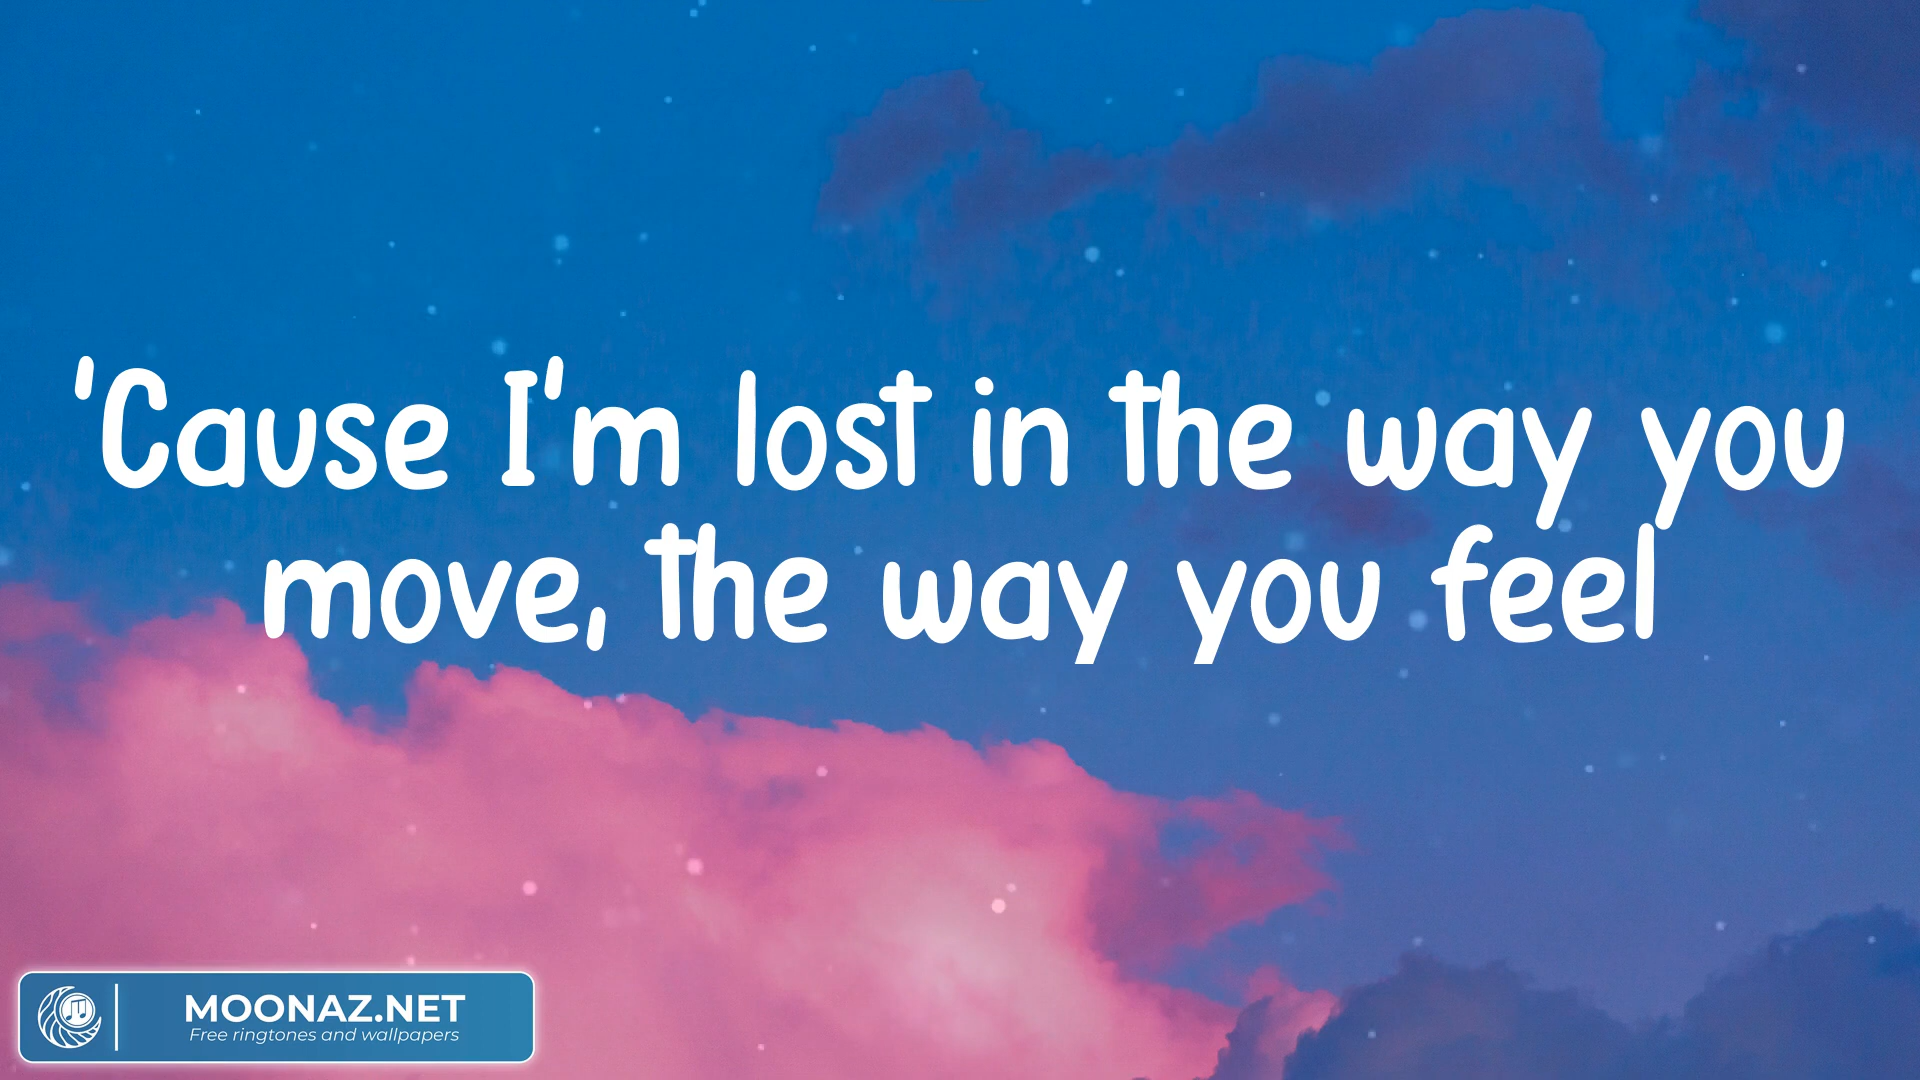 'Cause I'm lost in the way you
move, the way you feel
MOONAZ.NET
Free ringtones and wallpapers